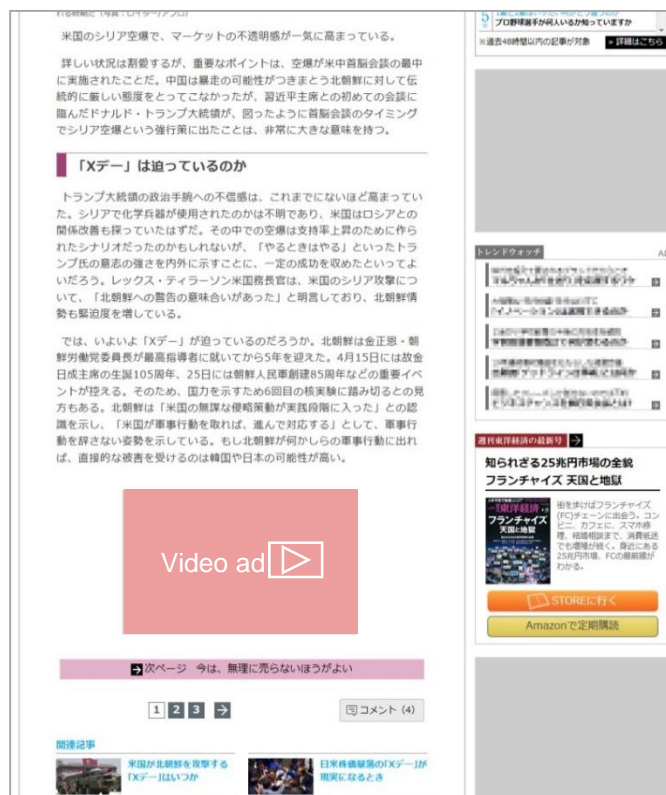 米国のシリア空爆で、マーケットの不透明感が一気に高まっている。
詳しい状況は割愛するが、重要なポイントは、空爆が米中首脳会談の最中
に実施されたことだ。中国は暴走の可能性がつきまとう北朝鮮に対して伝
統的に厳しい態度をとってこなかったが、習近平主席との初めての会談に
臨んだドナルド・トランプ大統領が、図ったように首脳会談のタイミング
でシリア空爆という強行策に出たことは、非常に大きな意味を持つ。
「Xデー」は迫っているのか
トランプ大統領の政治手腕への不信感は、これまでにないほど高まってい
た。シリアで化学兵器が使用されたのかは不明であり、米国はロシアとの
関係改善も探っていたはずだ。その中での空爆は支持率上昇のために作ら
れたシナリオだったのかもしれないが、「やるときはやる」といったトラ
ンプ氏の意志の強さを内外に示すことに、一定の成功を収めたといってよ
いだろう。レックス・ティラーソン米国務長官は、米国のシリア攻撃につ
いて、「北朝鮮への警告の意味合いがあった」と明言しており、北朝鮮情
勢も緊迫度を増している。
では、いよいよ「Xデー」が迫っているのだろうか。北朝鮮は金正恩・朝
鮮労働党委員長が最高指導者に就いてから5年を迎えた。4月15日には故金
日成主席の生誕105周年、25日には朝鮮人民軍創建85周年などの重要イベ
ントが控える。そのため、国力を示すため6回目の核実験に踏み切るとの見
方もある。北朝鮮は「米国の無謀な侵略策動が実践段階に入った」との認
識を示し、「米国が軍事行動を取れば、進んで対応する」として、軍事行
動を辞さない姿勢を示している。もし北朝鮮が何かしらの軍事行動に出れ
ば、直接的な被害を受けるのは韓国や日本の可能性が高い。
Video ad
次ページ 今は、無理に売らないほうがよい
1 2 3
コメント（4）
関連記事
米国が北朝鮮を攻撃する
「Xデー」はいつか
日米株価暴落の「Xデー」が
現実になるとき
5
プロ野球選手が何人いるか知っていますか
※過去48時間以内の記事が対象
詳細はこちら
トレンドウォッチ
AD
週刊東洋経済の最新号
知られざる25兆円市場の全貌
フランチャイズ 天国と地獄
東洋経済
フランチャイズ
天国と地獄
街を歩けばフランチャイズ
(FC)チェーンに出会う。コン
ビニ、カフェに、スマホ修
理、結婚相談まで、消費低迷
でも増殖が続く。身近にある
25兆円市場、FCの最前線が
わかる。
STOREに行く
Amazonで定期購読